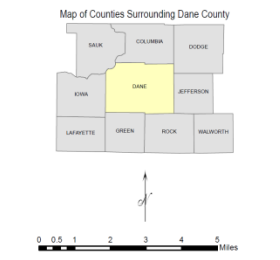 Map of Counties Surrounding Dane County
SAUK
COLUMBIA
DODGE
IOWA
DANE
JEFFERSON
LAFAYETTE
GREEN
ROCK
WALWORTH
N
0 0.5 1 2 3 4 5
Miles